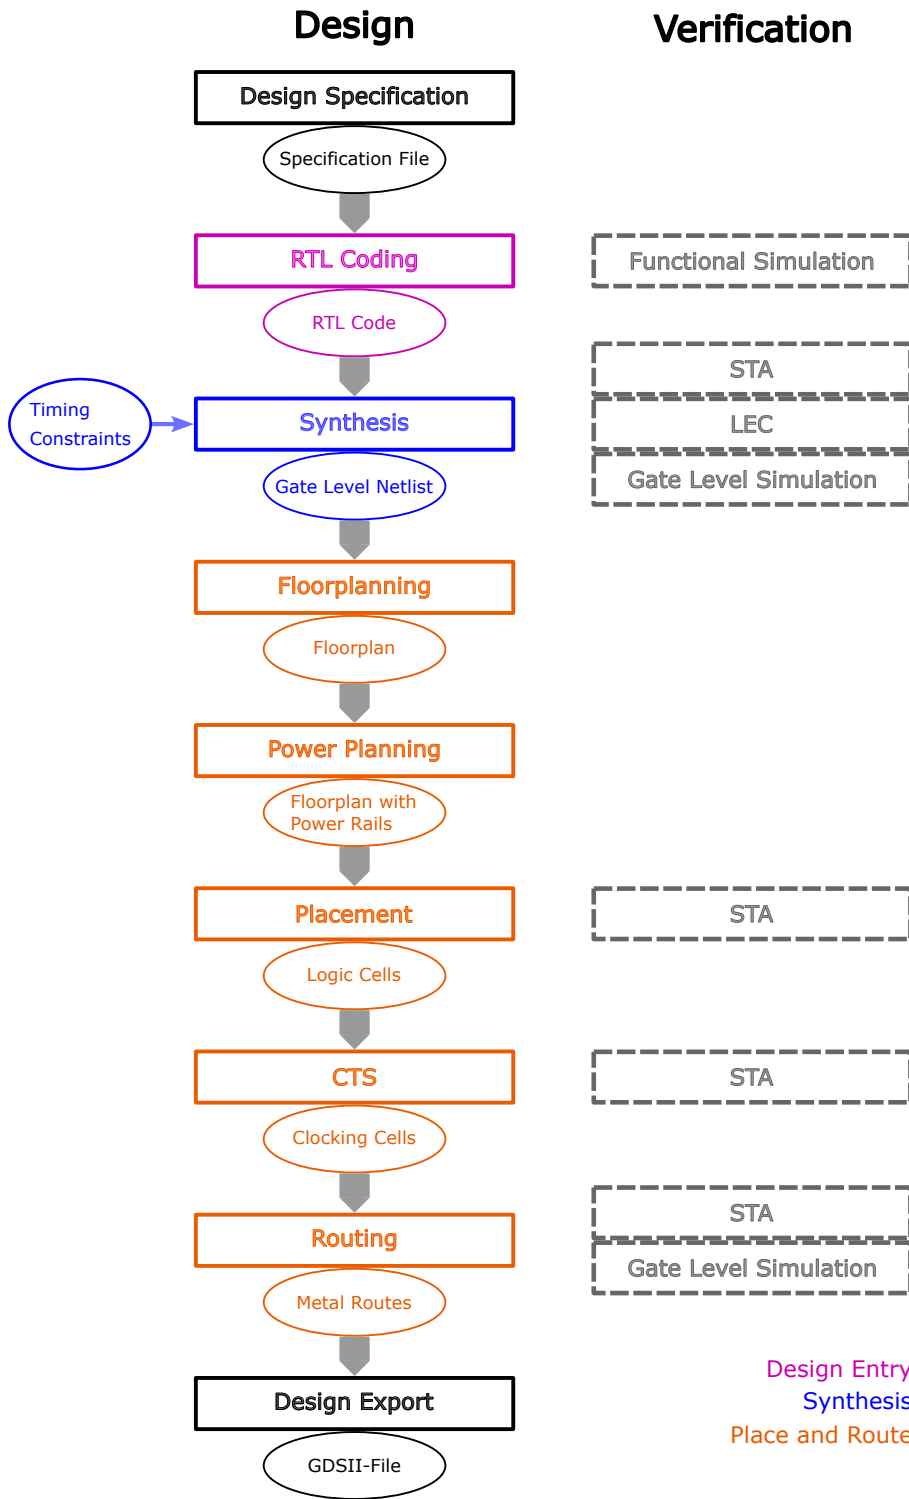 Design
Verification
Design Specification
Specification File
RTL Coding
Functional Simulation
RTL Code
STA
Timing
Constraints
Synthesis
LEC
Gate Level Simulation
Gate Level Netlist
Floorplanning
Floorplan
Power Planning
Floorplan with
Power Rails
Placement
STA
Logic Cells
CTS
STA
Clocking Cells
STA
Routing
Gate Level Simulation
Metal Routes
Design Export
GDSII-File
Design Entry
Synthesis
Place and Route